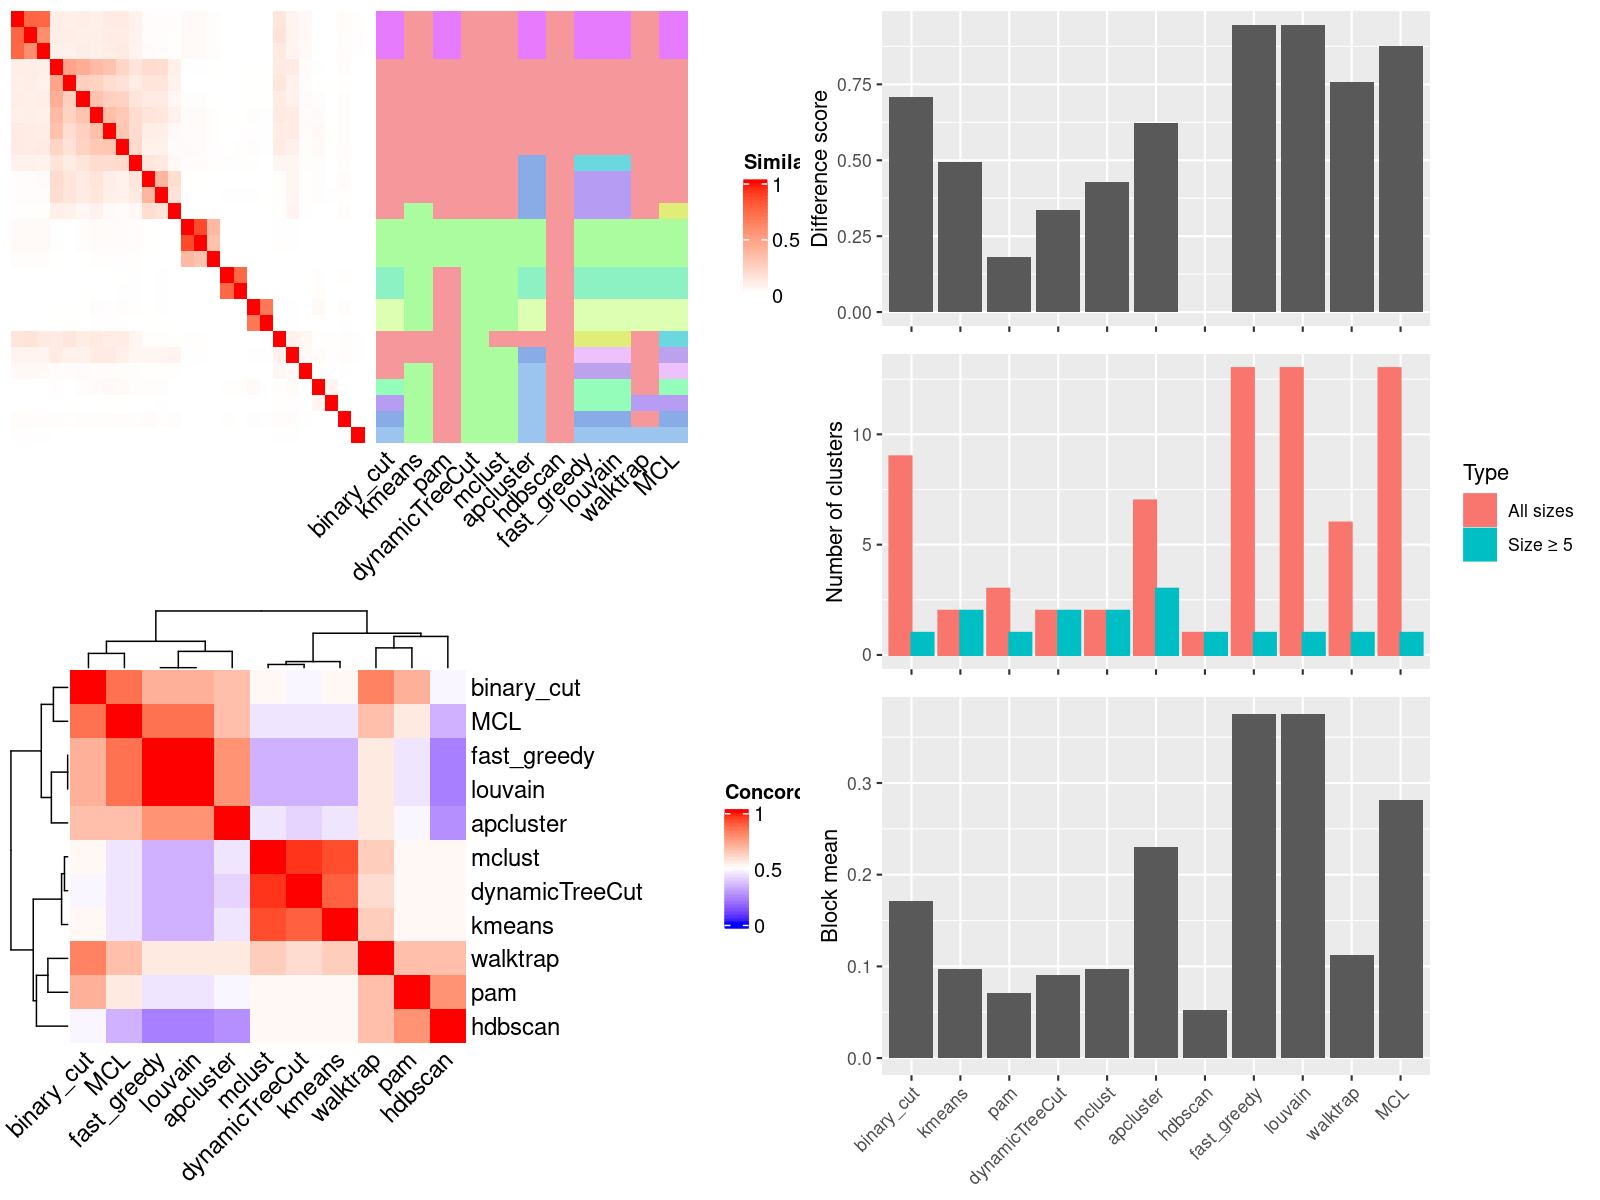 Simila
1
0.5
0
binary_cut
kmeans
pam
dynamicTreeCut
mclust
apcluster
hdbscan
fast_greedy
louvain
walktrap
MCL
binary_cut
MCL
fast_greedy
louvain
apcluster
mclust
dynamicTreeCut
kmeans
walktrap
pam
hdbscan
binary_cut
MCL
fast_greedy
louvain
apcluster
mclust
dynamicTreeCut
kmeans
walktrap
pam
hdbscan
Concord
1
0.5
0
Difference score
0.75
0.50
0.25
0.00
Number of clusters
10
5
0
Type
All sizes
Size ≥ 5
Block mean
0.3
0.2
0.1
0.0
binary_cut
kmeans
pam
dynamicTreeCut
mclust
apcluster
hdbscan
fast_greedy
louvain
walktrap
MCL